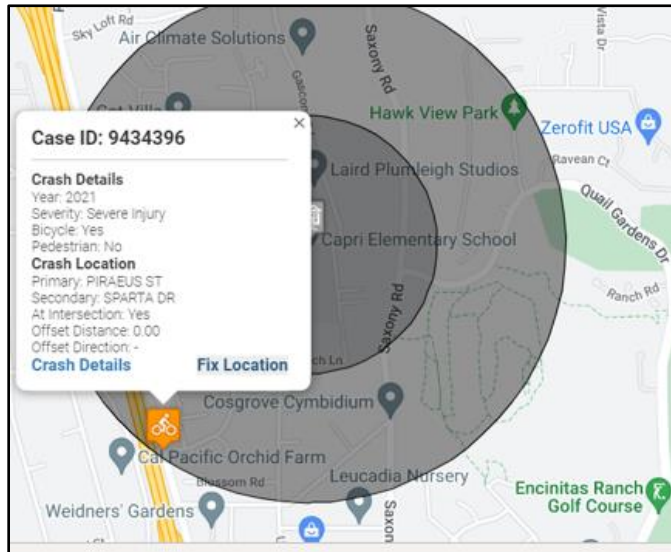 Sky Loft Rd
Air Climate Solutions
Saxony Rd
Vista Dr
Hawk View Park
Zerofit USA
×
Case ID: 9434396
Laird Plumleigh Studios
Ravean Ct
Crash Details
Year: 2021
Severity: Severe Injury
Bicycle: Yes
Pedestrian: No
Quail Gardens Dr
Capri Elementary School
Crash Location
Primary: PIRAEUS ST
Secondary: SPARTA DR
At Intersection: Yes
Offset Distance: 0.00
Offset Direction: -
Ranch Rd
Saxony Rd
Crash Details
Fix Location
Cosgrove Cymbidium
Cal Pacific Orchid Farm
Blossom Rd
Leucadia Nursery
Weidners' Gardens
Saxon
Encinitas Ranch
Golf Course